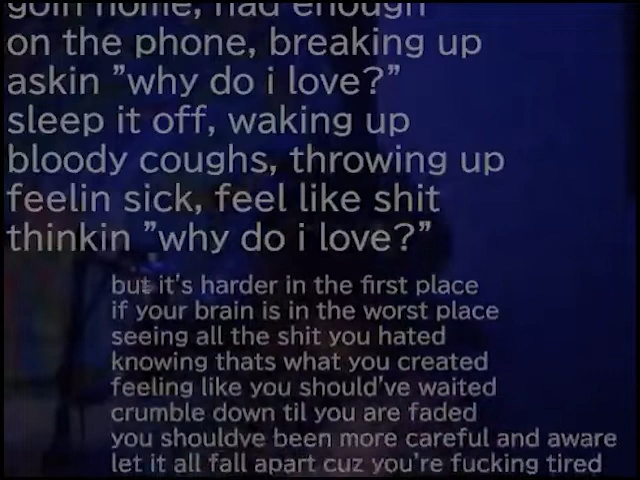 goin home, had enough
on the phone, breaking up
askin ”why do i love?”
sleep it off, waking up
bloody coughs, throwing up
feelin sick, feel like shit
thinkin ”why do i love?”
but it's harder in the first place
if your brain is in the worst place
seeing all the shit you hated
knowing thats what you created
feeling like you should've waited
crumble down til you are faded
you shouldve been more careful and aware
let it all fall apart cuz you're fucking tired